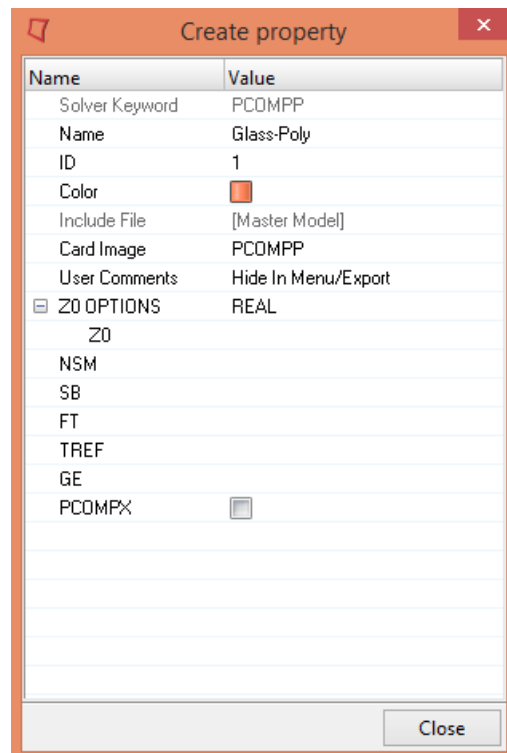 Create property
Name Value
Solver Keyword PCOMPP
Name Glass-Poly
ID 1
Color
Include File [Master Model]
Card Image PCOMPP
User Comments Hide In Menu/Export
Z0 OPTIONS REAL
Z0
NSM
SB
FT
TREF
GE
PCOMPX
Close